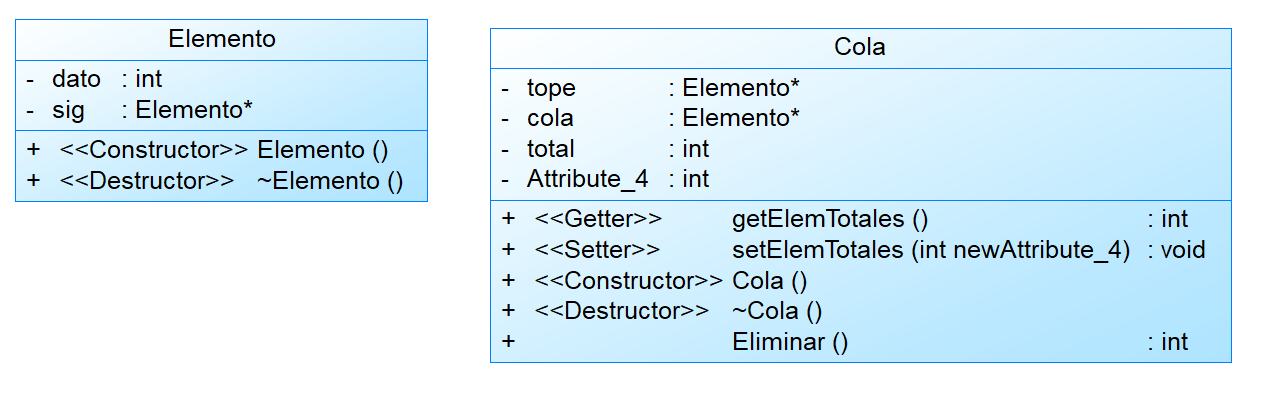 Elemento
- dato : int
- sig : Elemento*
+ <<Constructor>> Elemento ()
+ <<Destructor>> ~Elemento ()
Cola
- tope : Elemento*
- cola : Elemento*
- total : int
- Attribute_4 : int
+ <<Getter>> getElemTotales () : int
+ <<Setter>> setElemTotales (int newAttribute_4) : void
+ <<Constructor>> Cola ()
+ <<Destructor>> ~Cola ()
+ Eliminar () : int